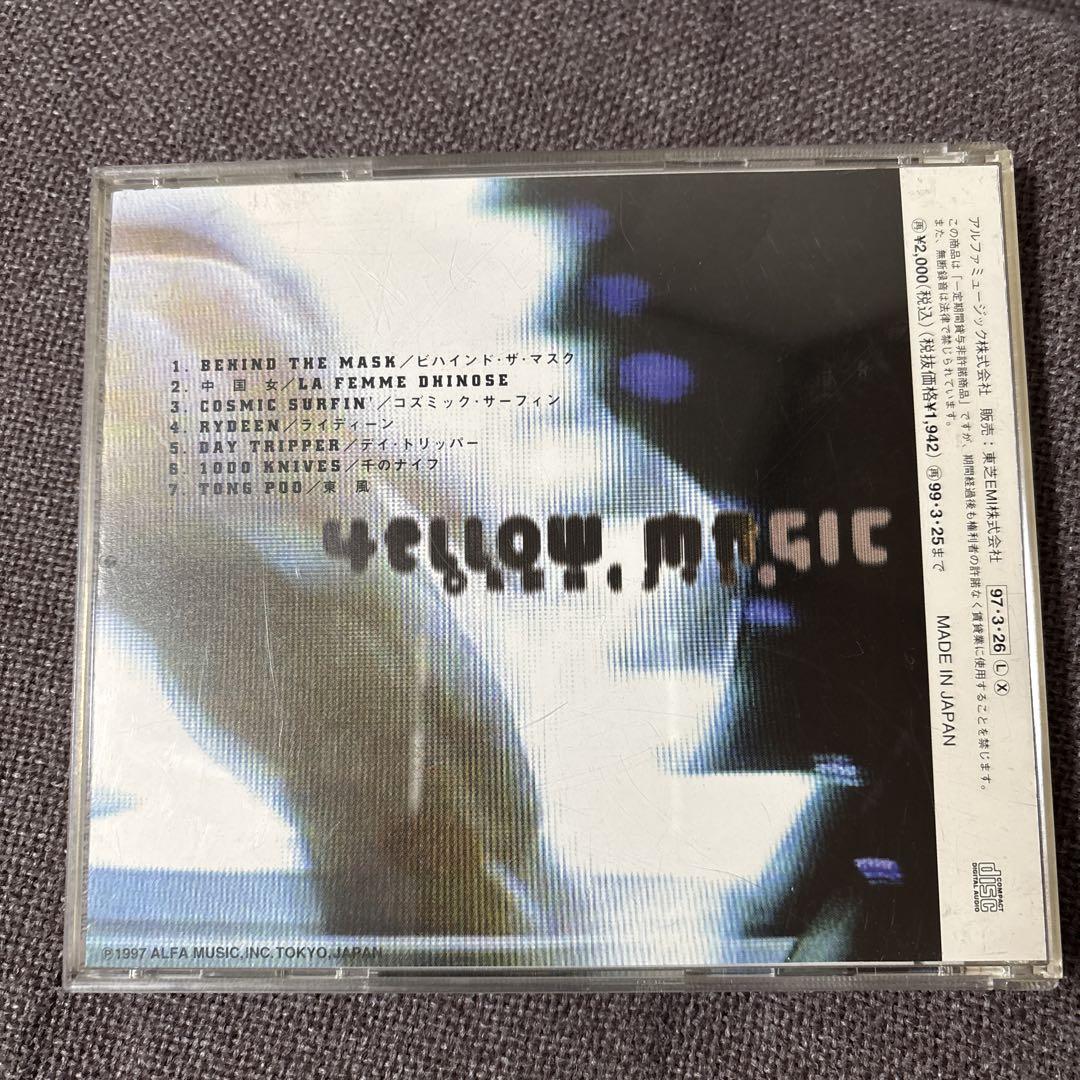 1. BEHIND THE MASK／ビハインド・ザ・マスク
2. 中 国 女／LA FEMME DHINOSE
3. COSMIC SURFIN'／コズミック・サーフィン
4. RYDEEN／ライディーン
5. DAY TRIPPER／デイ・トリッパー
6. 1000 KNIVES／千のナイフ
7. TONG POO／東 風
YELLOW MUSIC
℗1997 ALFA MUSIC, INC. TOKYO, JAPAN
アルファミュージック株式会社 販売：東芝EMI株式会社 97・3・26 Ⓛ Ⓧ
この商品は「一定期間貸与非許諾商品」ですが、期間経過後も権利者の許諾なく賃貸業に使用することを禁じます。
また、無断録音は法律で禁じられています。
㊞¥2,000(税込)(税抜価格¥1,942) 再99・3・25まで MADE IN JAPAN
COMPACT
disc
DIGITAL AUDIO